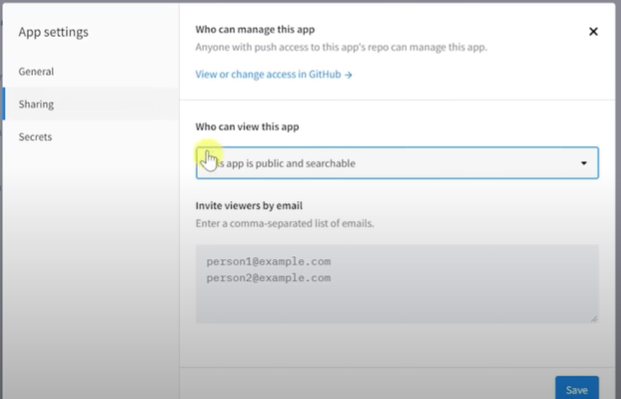 App settings
General
Sharing
Secrets
Who can manage this app
Anyone with push access to this app's repo can manage this app.
View or change access in GitHub →
Who can view this app
s app is public and searchable
Invite viewers by email
Enter a comma-separated list of emails.
person1@example.com
person2@example.com
Save